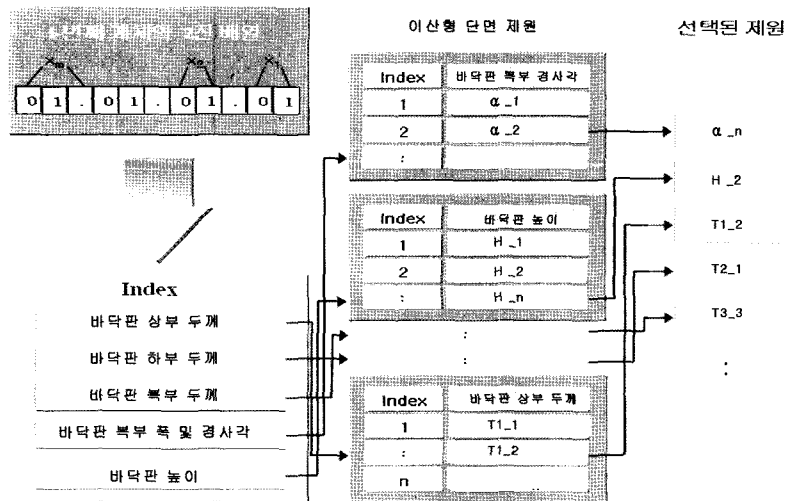 이산형 단면 제원
선택된 제원
0 1 . 0 1 . 0 1 . 0 1
Index 바닥판 복부 경사각
1 α_1
2 α_2
:
Index 바닥판 높이
1 H_1
2 H_2
: H_n
:
:
Index 바닥판 상부 두께
1 T1_1
: T1_2
n ..
α_n
H_2
T1_2
T2_1
T3_3
:
Index
바닥판 상부 두께
바닥판 하부 두께
바닥판 복부 두께
바닥판 복부 폭 및 경사각
바닥판 높이